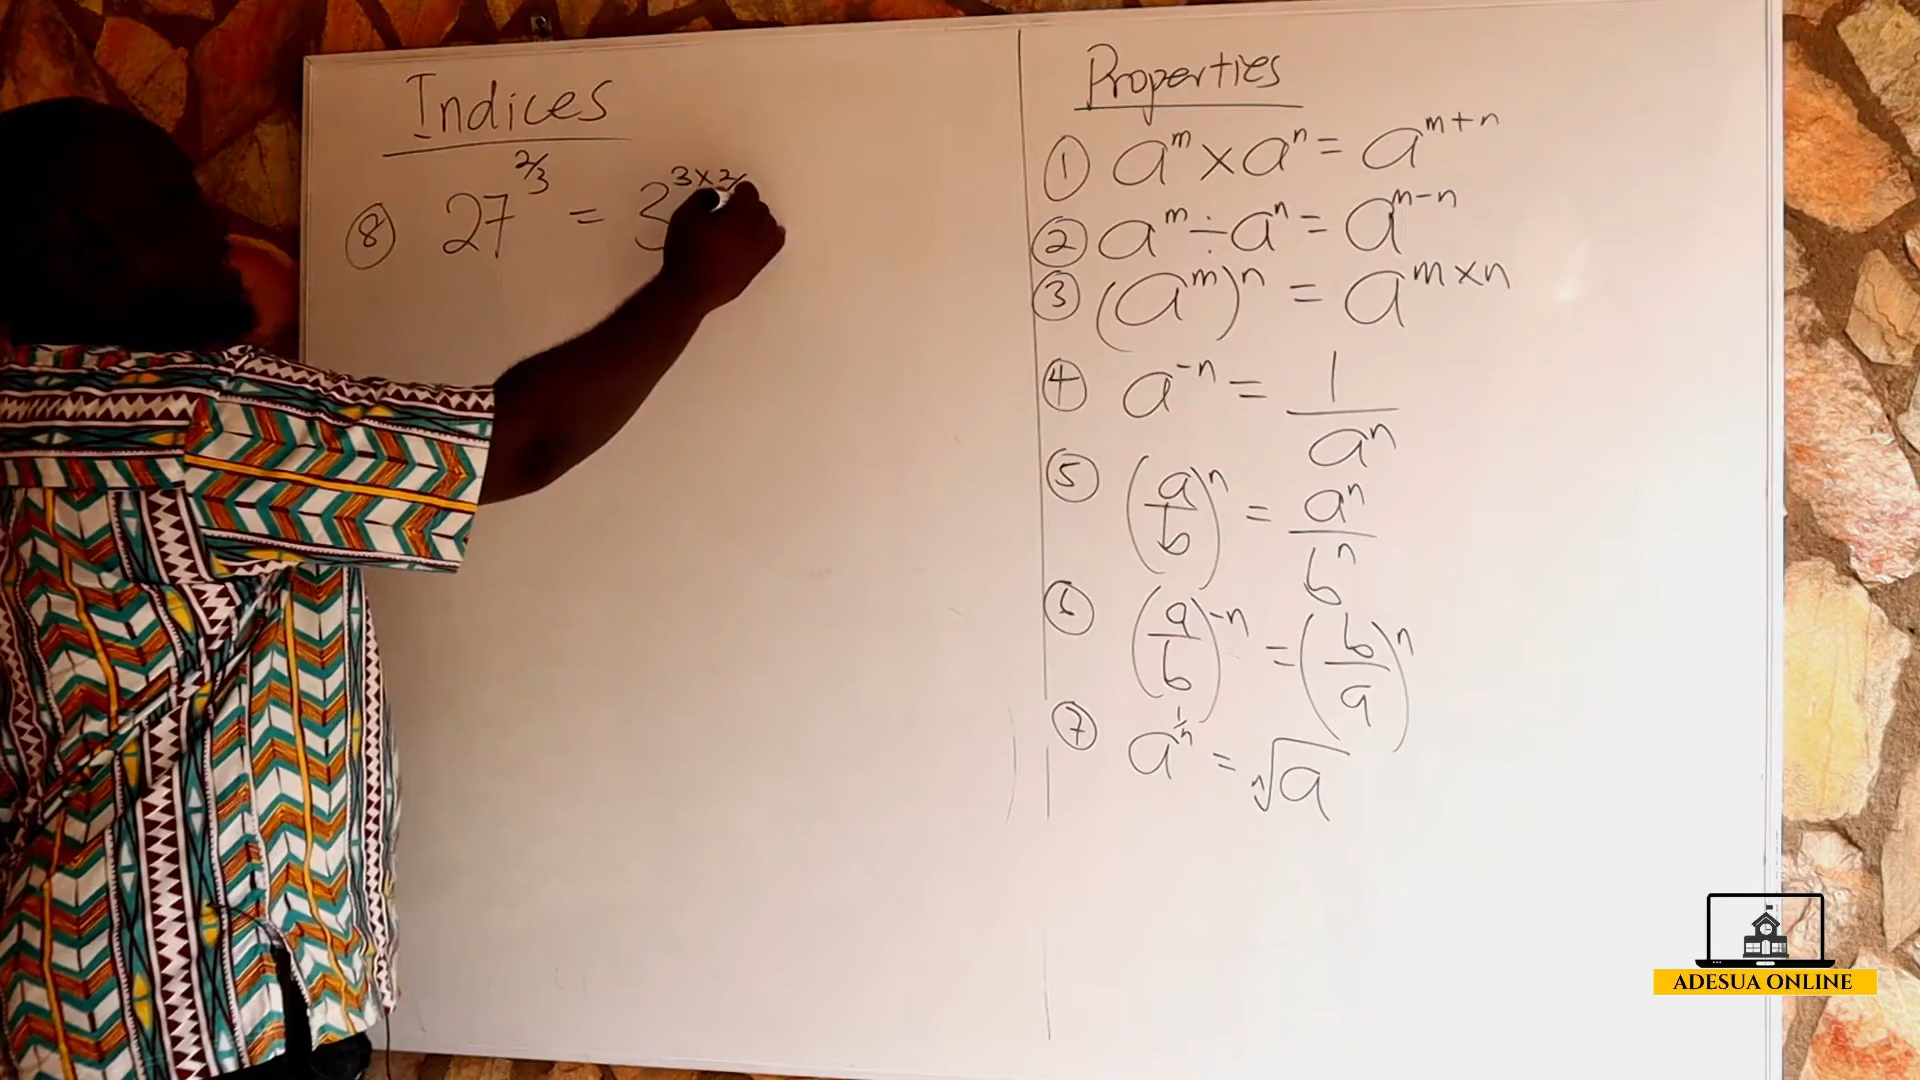 Indices
⑧ 27^{2/3} = 3^{3×2/
Properties
① a^m × a^n = a^{m+n}
② a^m ÷ a^n = a^{m-n}
③ (a^m)^n = a^{m×n}
④ a^{-n} = 1/a^n
⑤ (a/b)^n = a^n/b^n
⑥ (a/b)^{-n} = (b/a)^n
⑦ a^{1/n} = ⁿ√a
ADESUA ONLINE